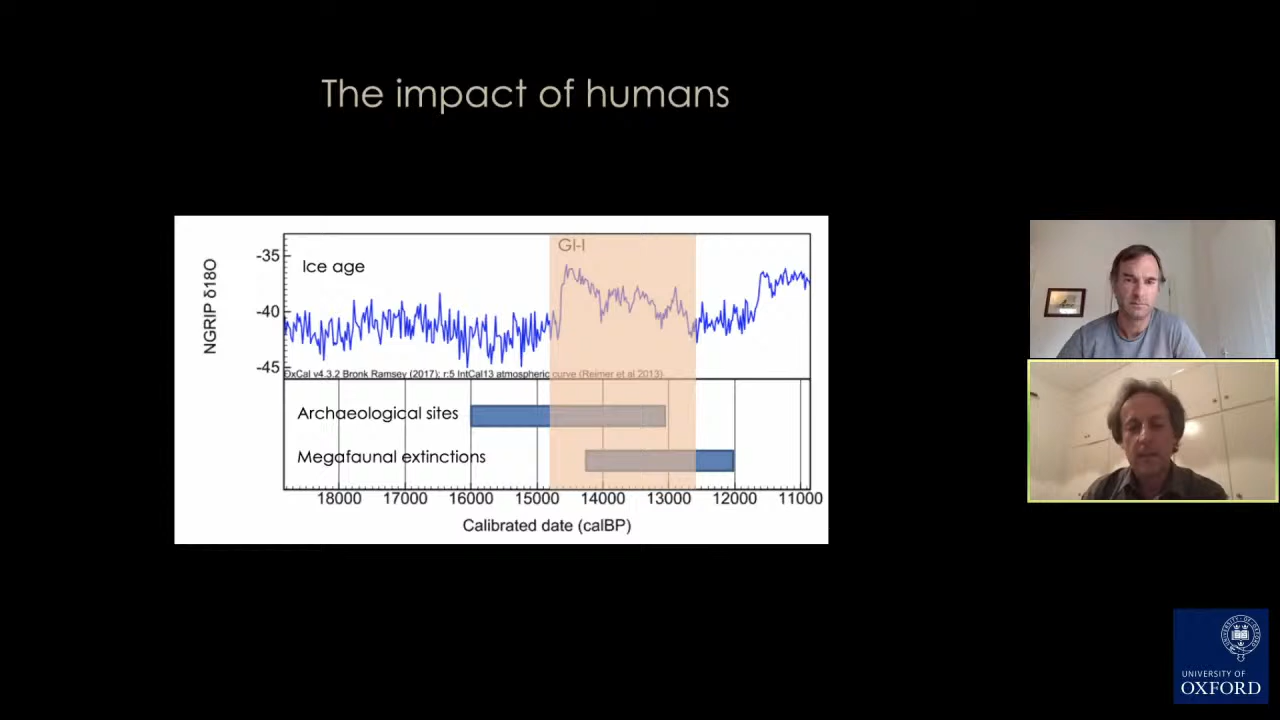 The impact of humans
GI-I
-35
Ice age
-40
-45
NGRIP δ18O
OxCal v4.3.2 Bronk Ramsey (2017); r:5 IntCal13 atmospheric curve (Reimer et al 2013)
Archaeological sites
Megafaunal extinctions
18000 17000 16000 15000 14000 13000 12000 11000
Calibrated date (calBP)
UNIVERSITY OF
OXFORD